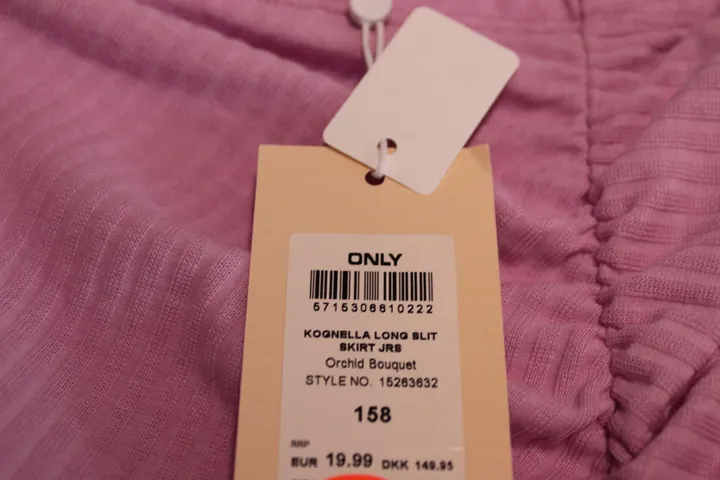 ONLY
5715306610222
KOGNELLA LONG SLIT
SKIRT JRS
Orchid Bouquet
STYLE NO. 15263632
158
RRP
EUR 19.99 DKK 149.95